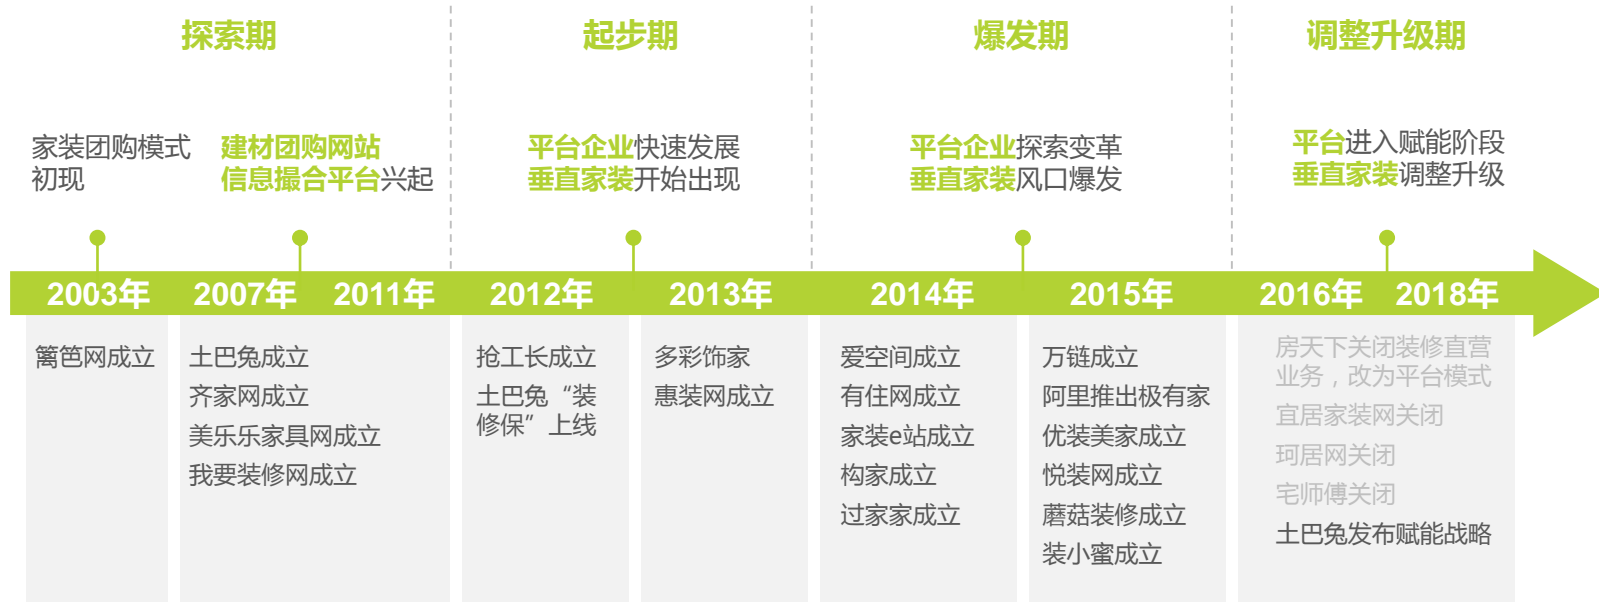 探索期
起步期
爆发期
调整升级期
家装团购模式
初现
建材团购网站
信息撮合平台兴起
平台企业快速发展
垂直家装开始出现
平台企业探索变革
垂直家装风口爆发
平台进入赋能阶段
垂直家装调整升级
2003年
2007年
2011年
2012年
2013年
2014年
2015年
2016年
2018年
篱笆网成立
土巴兔成立
齐家网成立
美乐乐家具网成立
我要装修网成立
抢工长成立
土巴兔“装
修保”上线
多彩饰家
惠装网成立
爱空间成立
有住网成立
家装e站成立
构家成立
过家家成立
万链成立
阿里推出极有家
优装美家成立
悦装网成立
蘑菇装修成立
装小蜜成立
房天下关闭装修直营
业务，改为平台模式
宜居家装网关闭
珂居网关闭
宅师傅关闭
土巴兔发布赋能战略